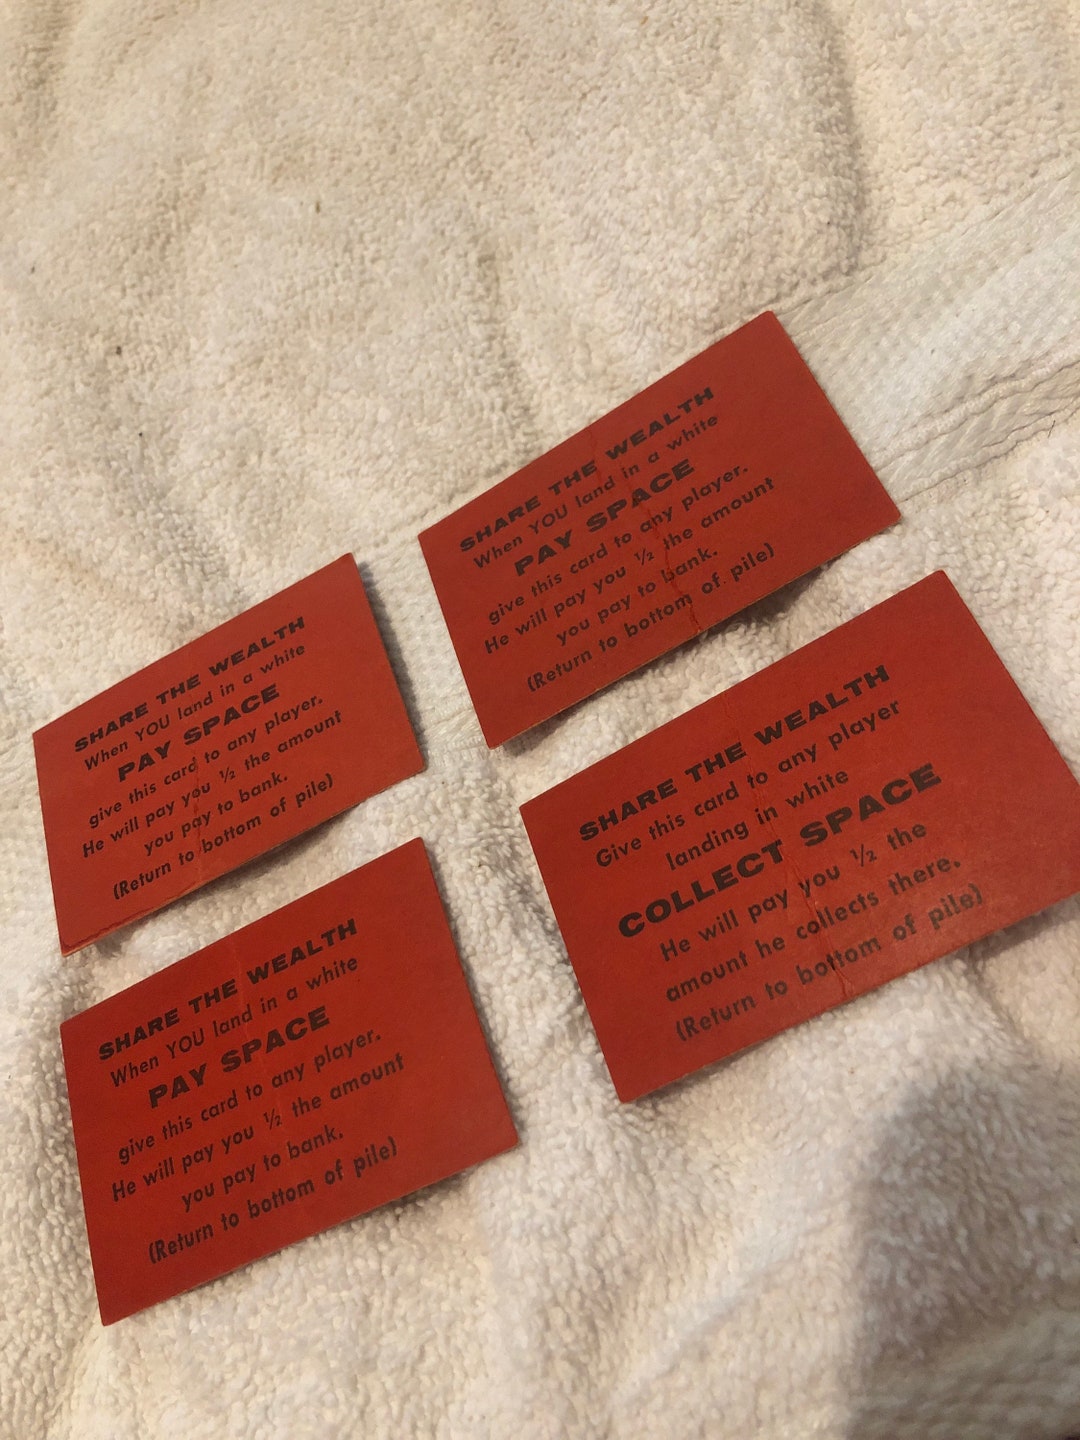 SHARE THE WEALTH
When YOU land in a white
PAY SPACE
give this card to any player.
He will pay you ½ the amount
you pay to bank.
(Return to bottom of pile)
SHARE THE WEALTH
When YOU land in a white
PAY SPACE
give this card to any player.
He will pay you ½ the amount
you pay to bank.
(Return to bottom of pile)
SHARE THE WEALTH
When YOU land in a white
PAY SPACE
give this card to any player.
He will pay you ½ the amount
you pay to bank.
(Return to bottom of pile)
SHARE THE WEALTH
Give this card to any player
landing in white
COLLECT SPACE
He will pay you ½ the
amount he collects there.
(Return to bottom of pile)